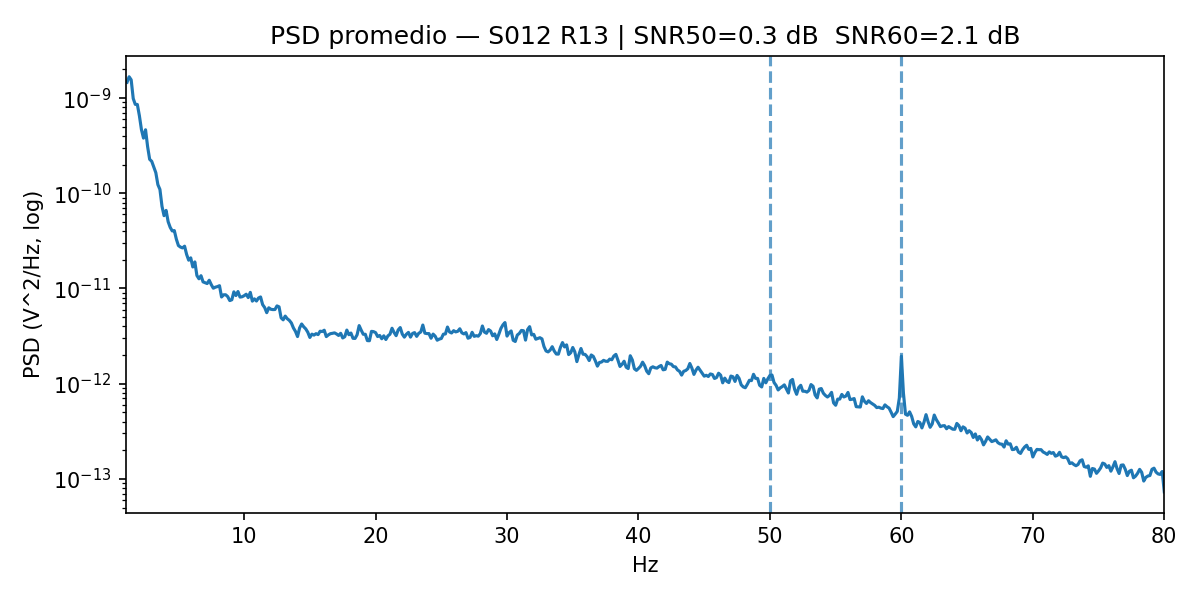 PSD promedio — S012 R13 | SNR50=0.3 dB  SNR60=2.1 dB
PSD (V^2/Hz, log)
10⁻⁹
10⁻¹⁰
10⁻¹¹
10⁻¹²
10⁻¹³
10 20 30 40 50 60 70 80
Hz